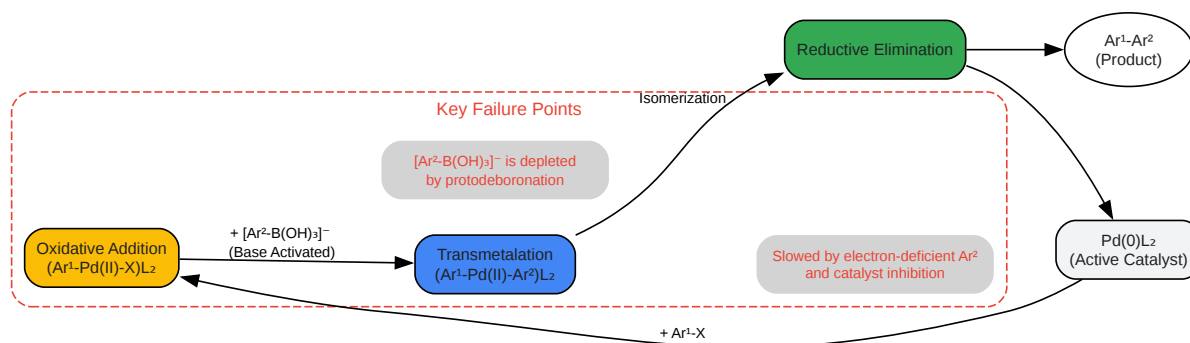 Reductive Elimination
Ar¹-Ar²
(Product)
Isomerization
Key Failure Points
[Ar²-B(OH)₃]⁻ is depleted
by protodeboronation
+ [Ar²-B(OH)₃]⁻
(Base Activated)
Oxidative Addition
(Ar¹-Pd(II)-X)L₂
Transmetalation
(Ar¹-Pd(II)-Ar²)L₂
Slowed by electron-deficient Ar²
and catalyst inhibition
Pd(0)L₂
(Active Catalyst)
+ Ar¹-X